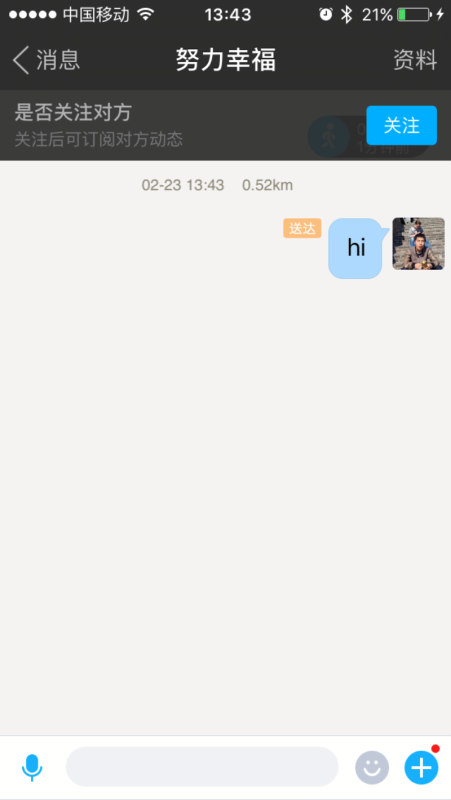 中国移动 13:43 21%
消息 努力幸福 资料
是否关注对方
关注后可订阅对方动态
关注
02-23 13:43 0.52km
送达 hi